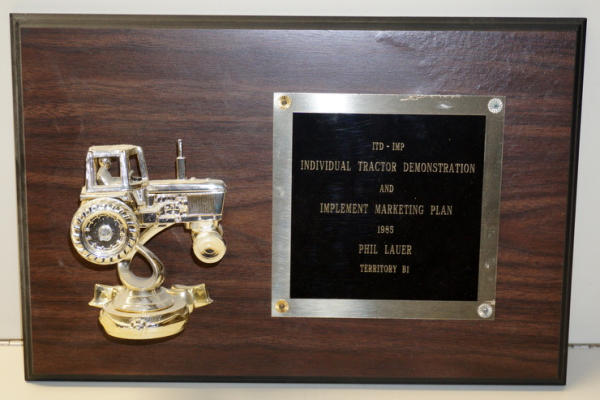 ITD - IMP
INDIVIDUAL TRACTOR DEMONSTRATION
AND
IMPLEMENT MARKETING PLAN
1985
PHIL LAUER
TERRITORY B1